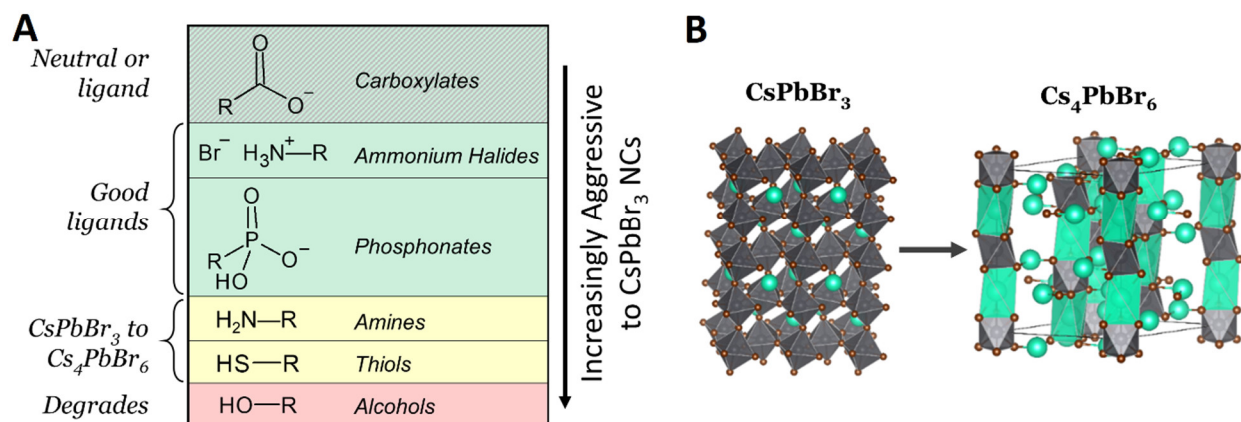 A
Neutral or
ligand
R O O⁻ Carboxylates
Good
ligands
Br⁻ H₃N⁺—R Ammonium Halides
O
R P O⁻ Phosphonates
HO
CsPbBr₃ to
Cs₄PbBr₆
H₂N—R Amines
HS—R Thiols
Degrades HO—R Alcohols
Increasingly Aggressive
to CsPbBr₃ NCs
B
CsPbBr₃
Cs₄PbBr₆